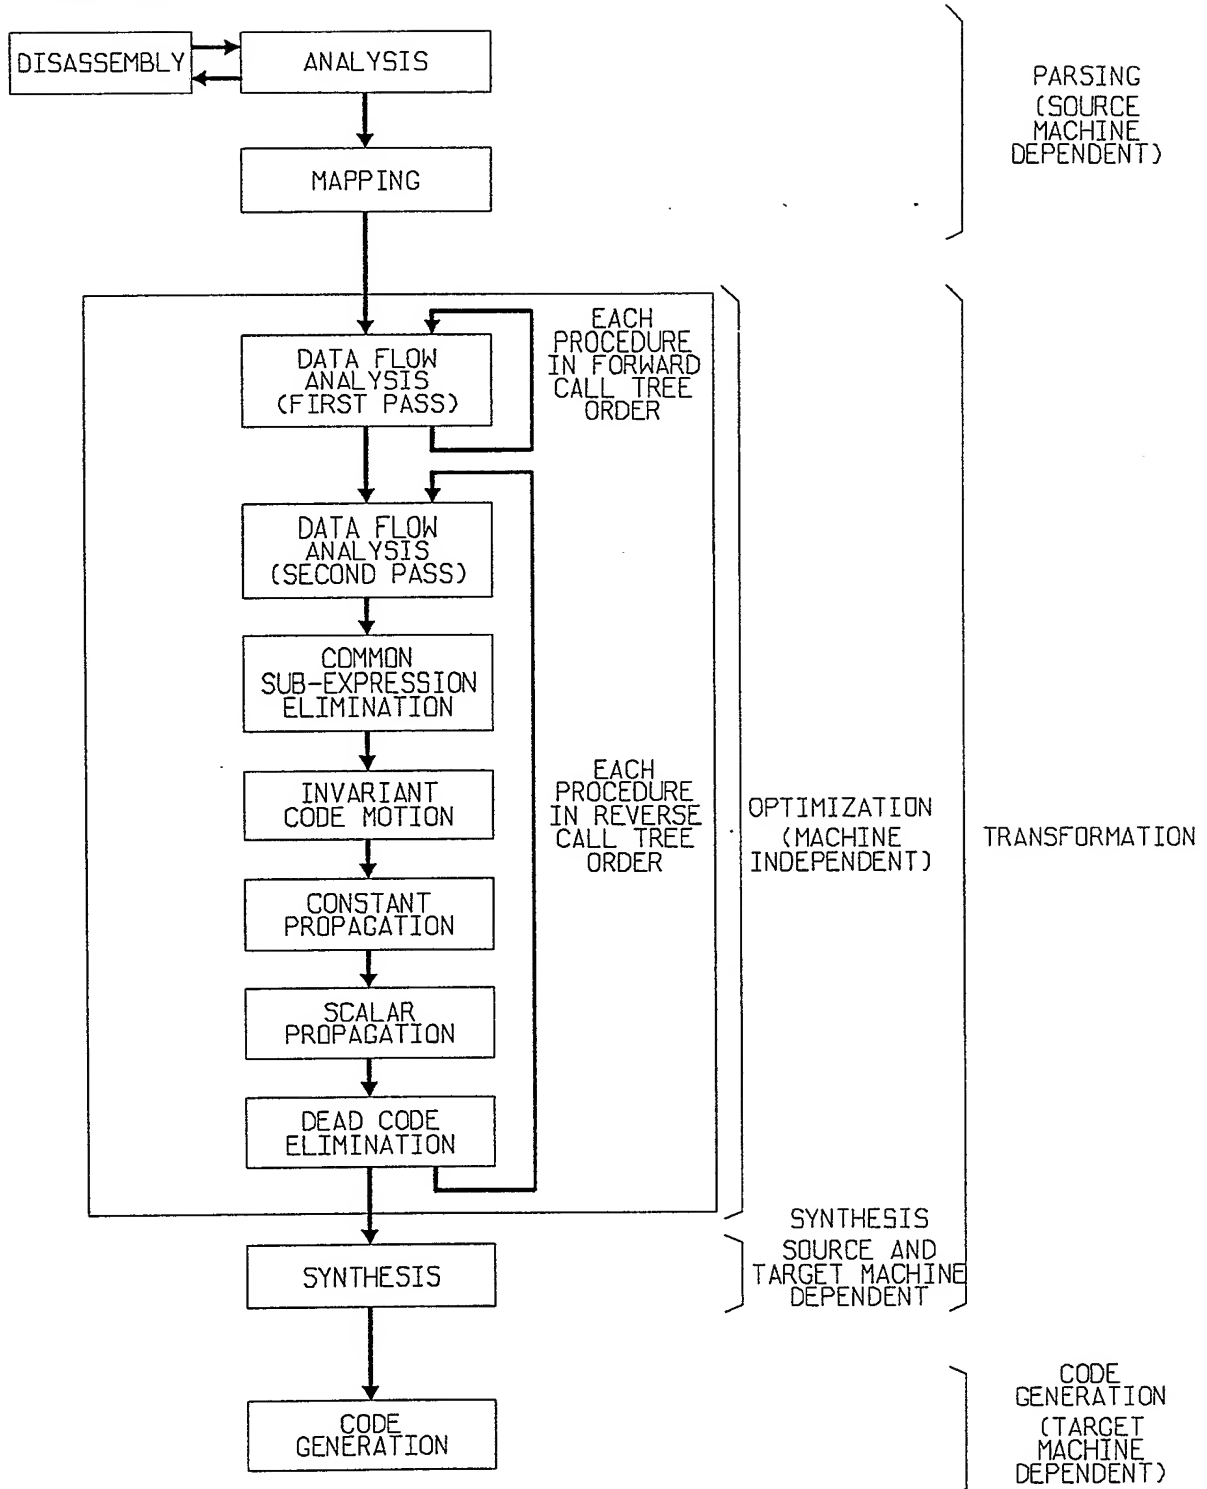 DISASSEMBLY
ANALYSIS
PARSING
(SOURCE
MACHINE
DEPENDENT)
MAPPING
EACH
PROCEDURE
IN FORWARD
CALL TREE
ORDER
DATA FLOW
ANALYSIS
(FIRST PASS)
DATA FLOW
ANALYSIS
(SECOND PASS)
COMMON
SUB-EXPRESSION
ELIMINATION
INVARIANT
CODE MOTION
EACH
PROCEDURE
IN REVERSE
CALL TREE
ORDER
OPTIMIZATION
(MACHINE
INDEPENDENT)
TRANSFORMATION
CONSTANT
PROPAGATION
SCALAR
PROPAGATION
DEAD CODE
ELIMINATION
SYNTHESIS
SOURCE AND
TARGET MACHINE
DEPENDENT
SYNTHESIS
CODE
GENERATION
(TARGET
MACHINE
DEPENDENT)
CODE
GENERATION